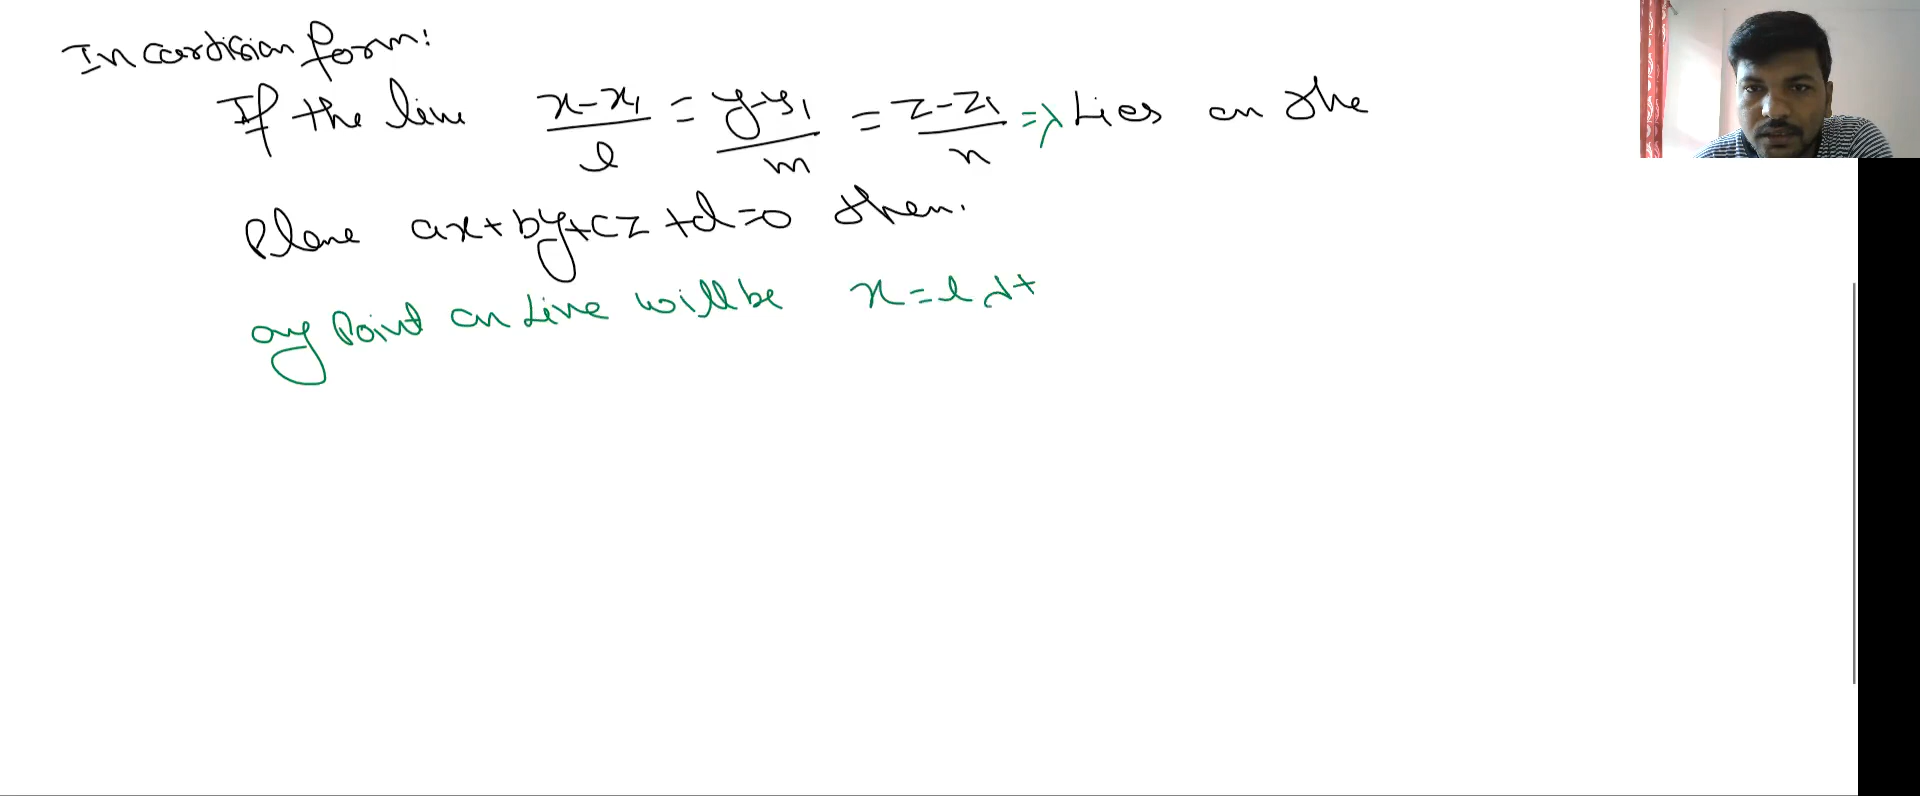 In cartisian form:
If the line x-x₁/l = y-y₁/m = z-z₁/n = λ Lies on the
Plane ax+by+cz+d=0 then.
any Point on Line will be x=lλ+